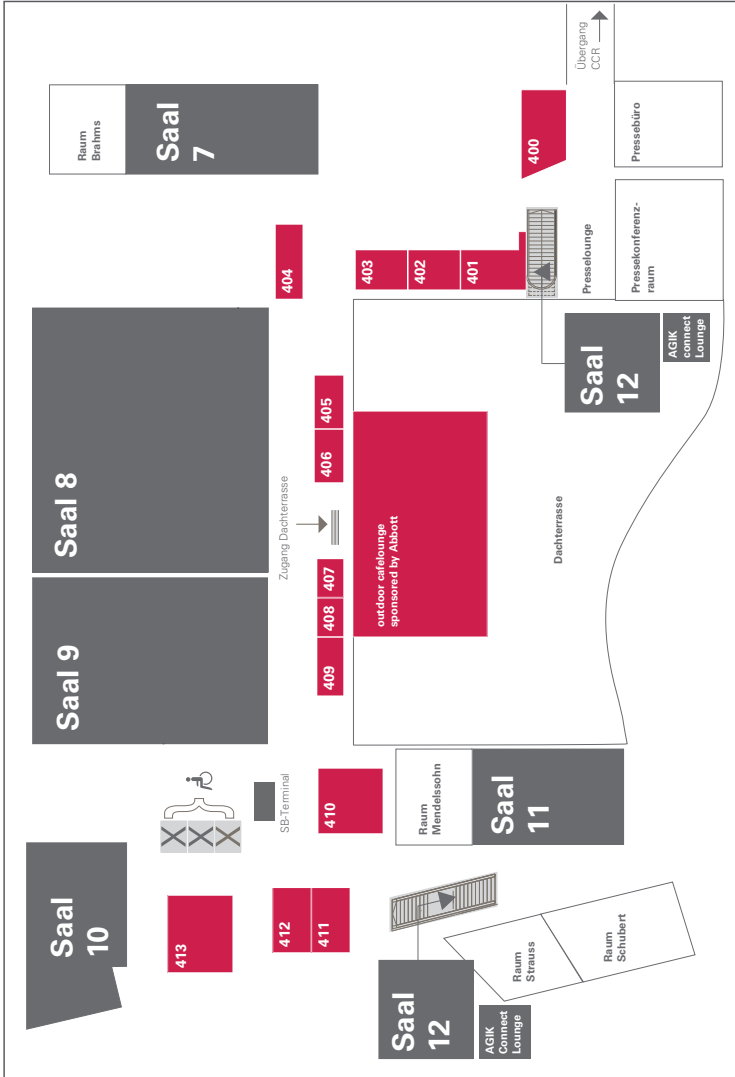 Übergang
CCR
Raum
Brahms
Saal
7
400
Pressebüro
404
403
402
401
Presselounge
Pressekonferenz-
raum
Saal 8
405
406
Saal
12
AGIK
connect
Lounge
Zugang Dachterrasse
outdoor cafelounge
sponsored by Abbott
Dachterrasse
Saal 9
407
408
409
SB-Terminal
410
Raum
Mendelssohn
Saal
11
Saal
10
413
412
411
Saal
12
AGIK
Connect
Lounge
Raum
Strauss
Raum
Schubert